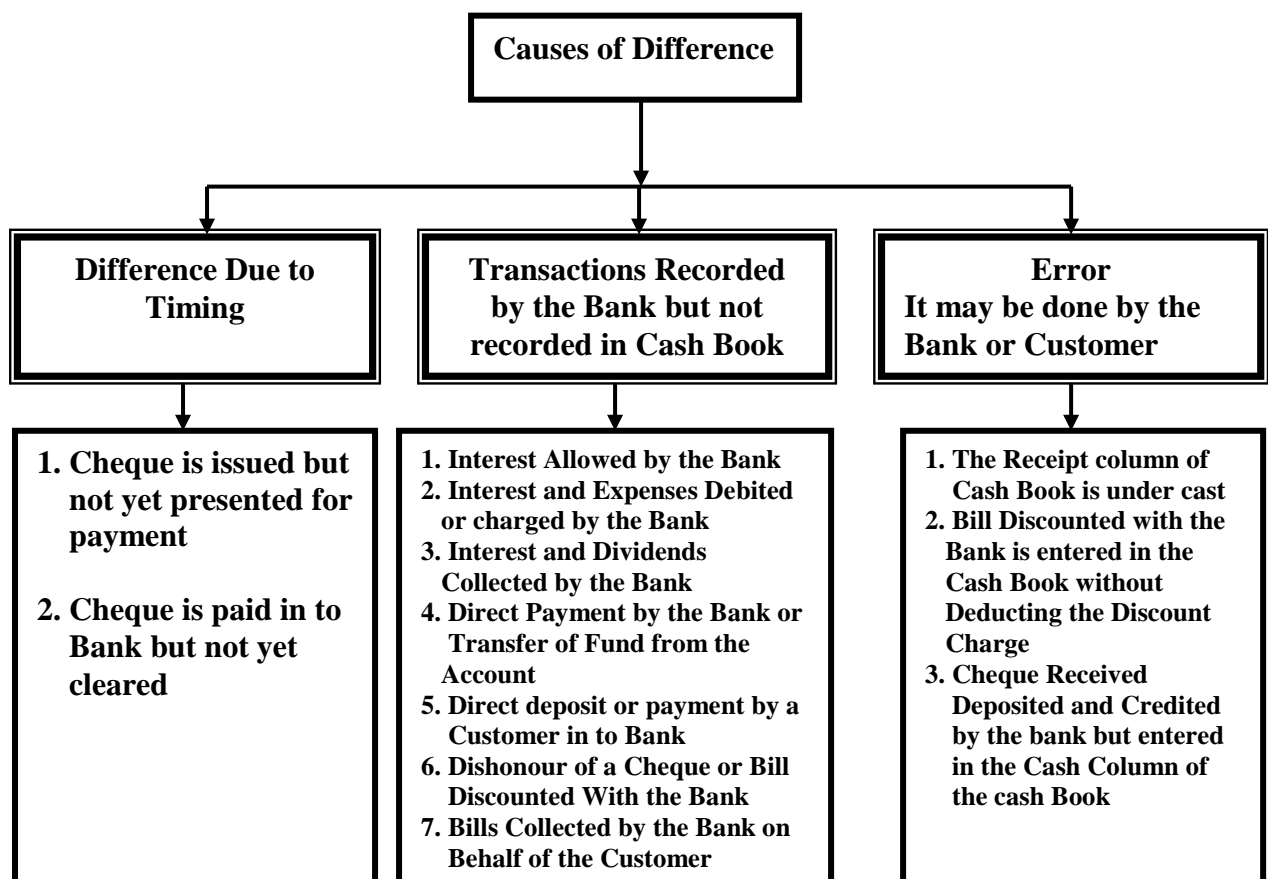 Causes of Difference
Difference Due to
Timing
Transactions Recorded
by the Bank but not
recorded in Cash Book
Error
It may be done by the
Bank or Customer
1. Cheque is issued but
not yet presented for
payment
2. Cheque is paid in to
Bank but not yet
cleared
1. Interest Allowed by the Bank
2. Interest and Expenses Debited
or charged by the Bank
3. Interest and Dividends
Collected by the Bank
4. Direct Payment by the Bank or
Transfer of Fund from the
Account
5. Direct deposit or payment by a
Customer in to Bank
6. Dishonour of a Cheque or Bill
Discounted With the Bank
7. Bills Collected by the Bank on
Behalf of the Customer
1. The Receipt column of
Cash Book is under cast
2. Bill Discounted with the
Bank is entered in the
Cash Book without
Deducting the Discount
Charge
3. Cheque Received
Deposited and Credited
by the bank but entered
in the Cash Column of
the cash Book